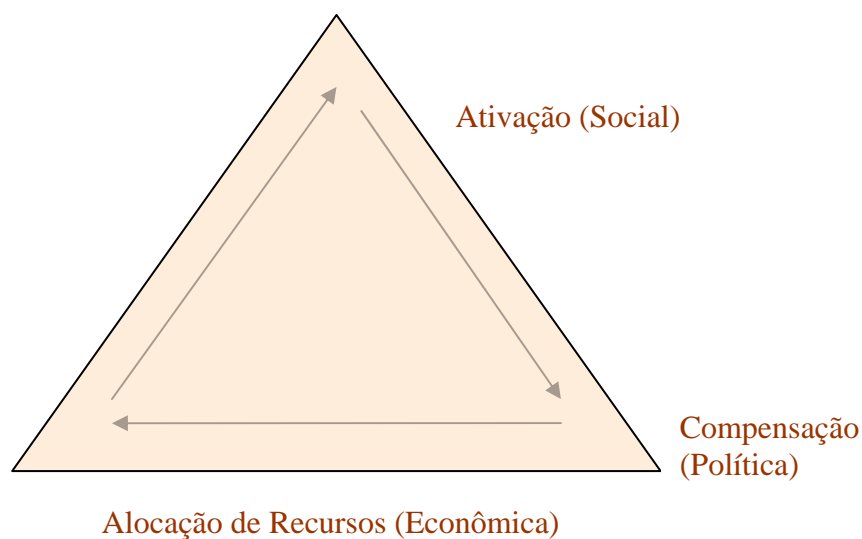 Ativação (Social)
Compensação
(Política)
Alocação de Recursos (Econômica)